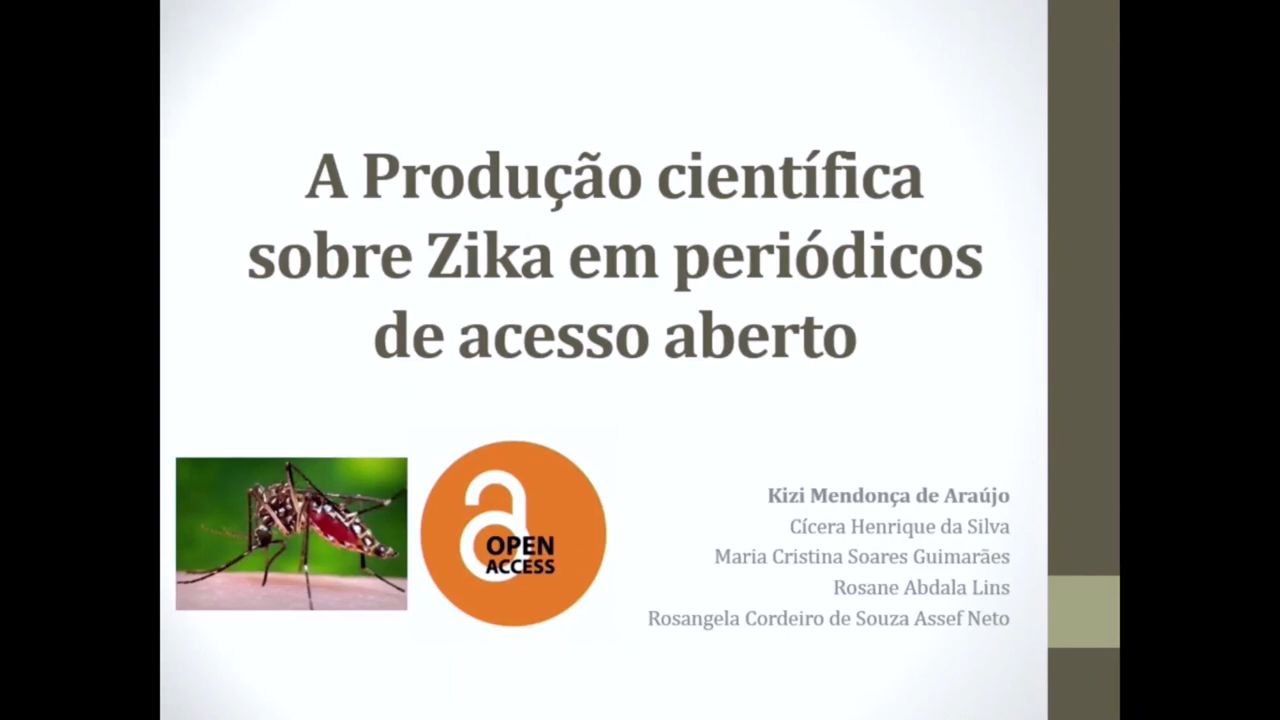 A Produção científica
sobre Zika em periódicos
de acesso aberto
OPEN
ACCESS
Kizi Mendonça de Araújo
Cícera Henrique da Silva
Maria Cristina Soares Guimarães
Rosane Abdala Lins
Rosangela Cordeiro de Souza Assef Neto